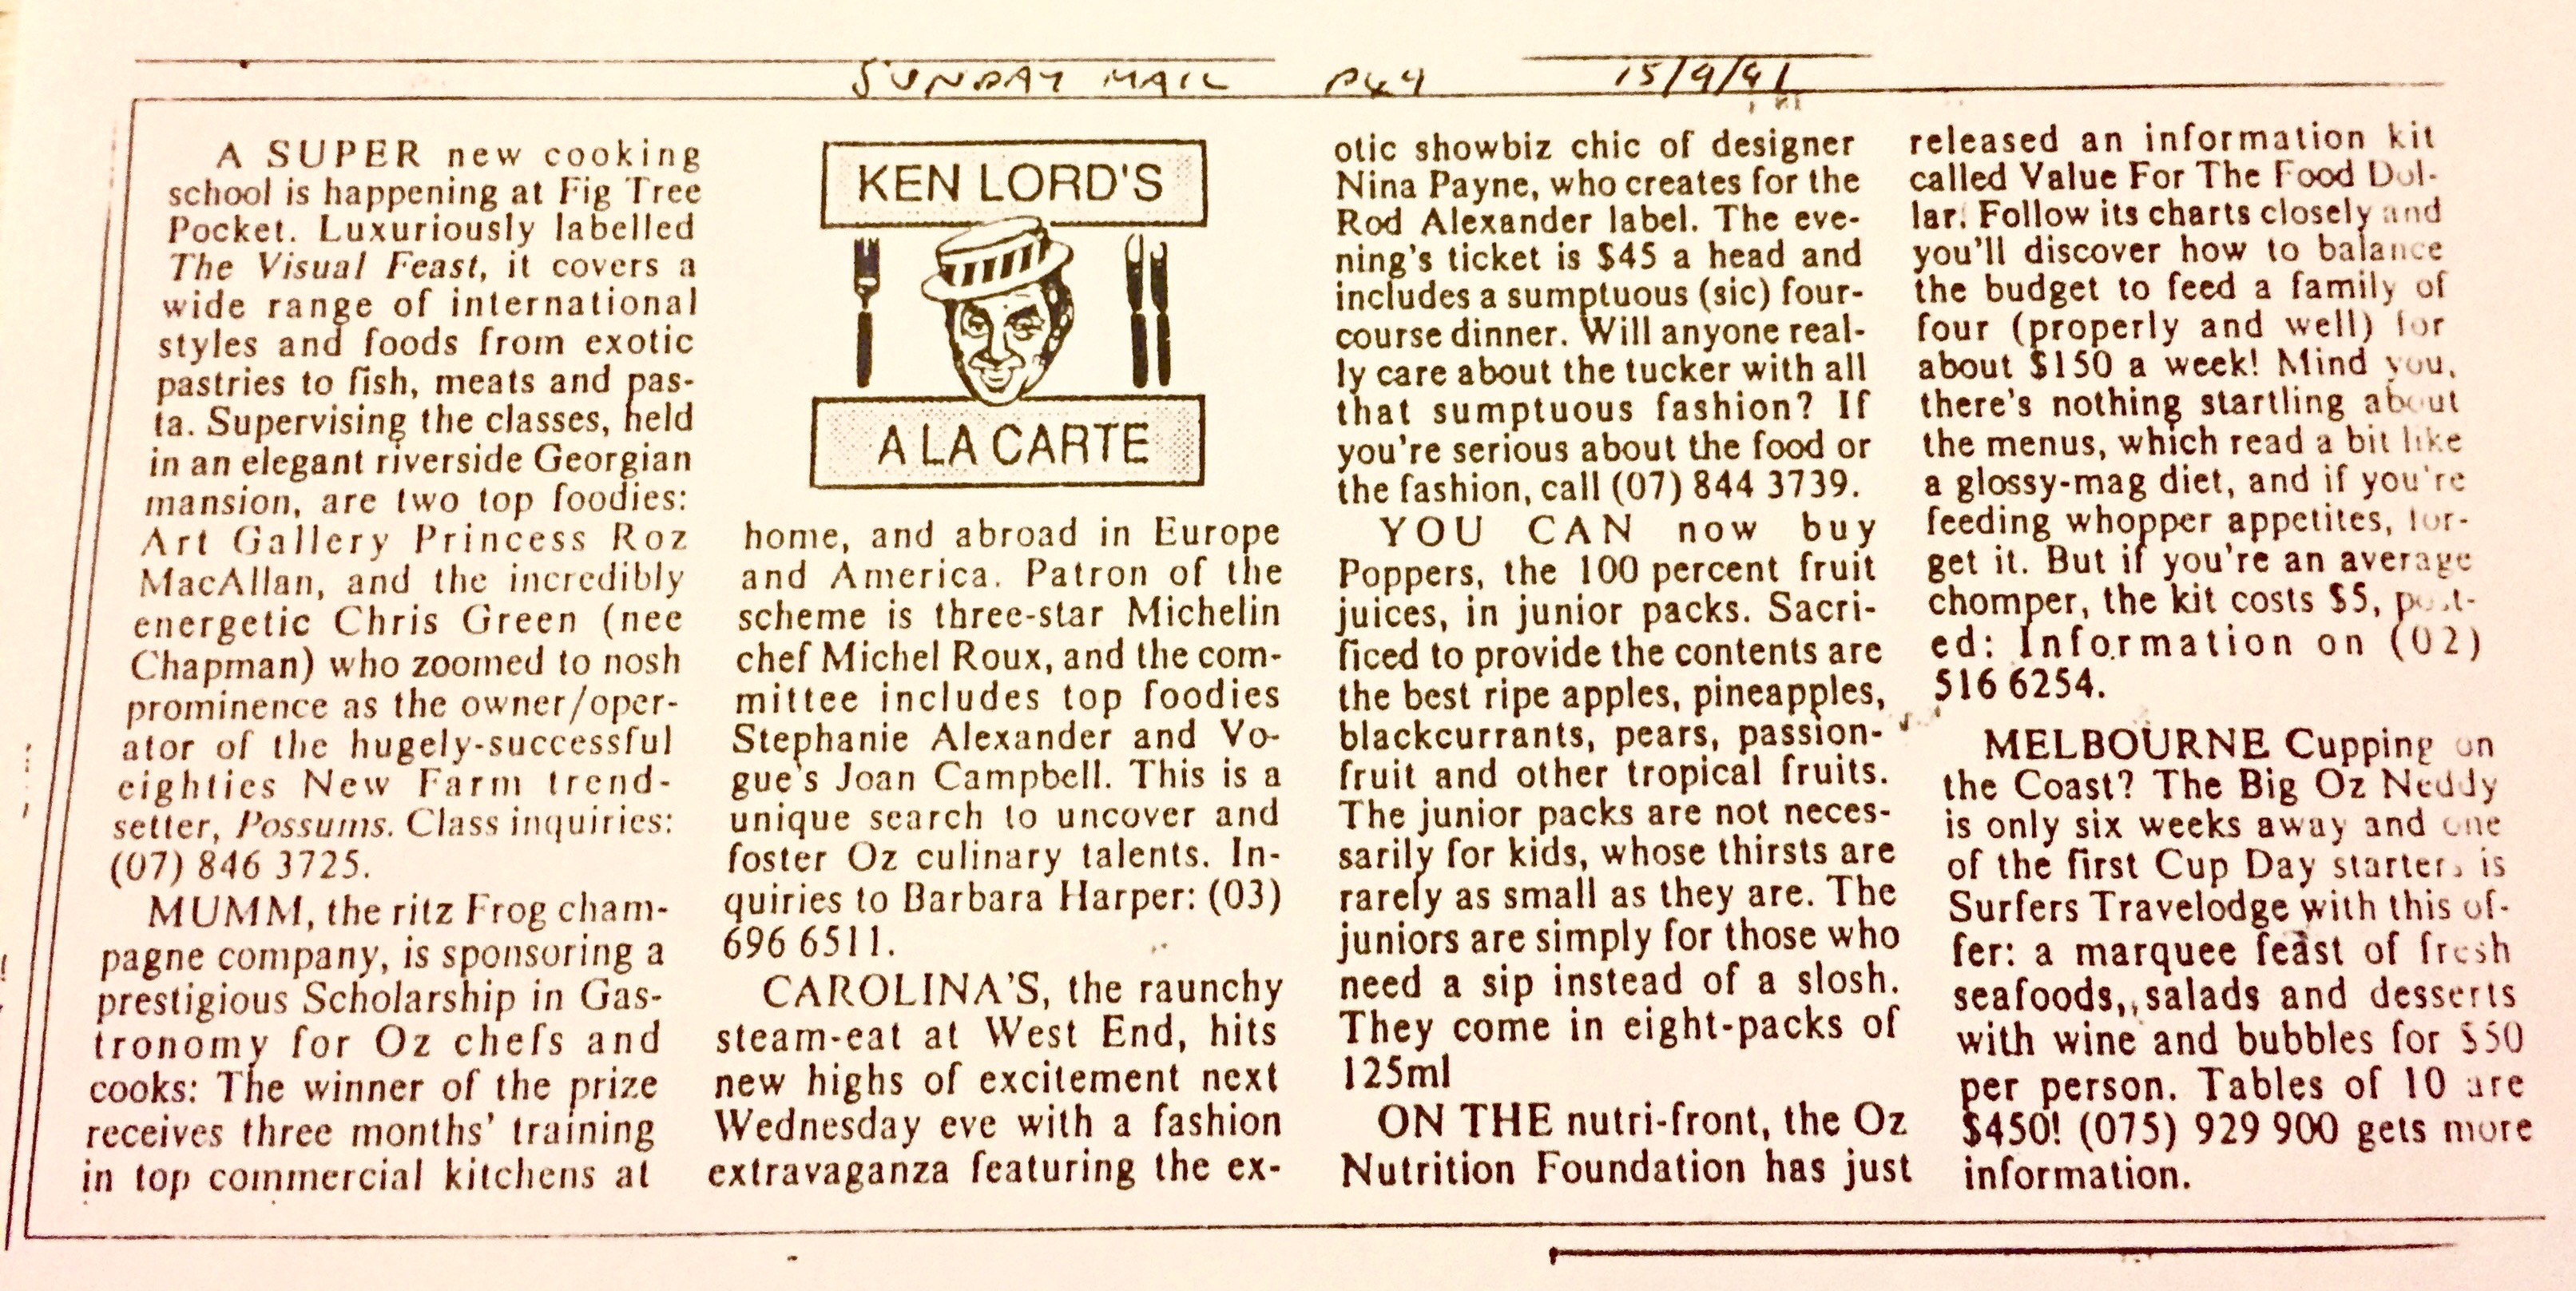 SUNDAY MAIL P44 15/9/91
A SUPER new cooking
school is happening at Fig Tree
Pocket. Luxuriously labelled
The Visual Feast, it covers a
wide range of international
styles and foods from exotic
pastries to fish, meats and pas-
ta. Supervising the classes, held
in an elegant riverside Georgian
mansion, are two top foodies:
Art Gallery Princess Roz
MacAllan, and the incredibly
energetic Chris Green (nee
Chapman) who zoomed to nosh
prominence as the owner/oper-
ator of the hugely-successful
eighties New Farm trend-
setter, Possums. Class inquiries:
(07) 846 3725.
MUMM, the ritz Frog cham-
pagne company, is sponsoring a
prestigious Scholarship in Gas-
tronomy for Oz chefs and
cooks: The winner of the prize
receives three months' training
in top commercial kitchens at
KEN LORD'S
A LA CARTE
home, and abroad in Europe
and America. Patron of the
scheme is three-star Michelin
chef Michel Roux, and the com-
mittee includes top foodies
Stephanie Alexander and Vo-
gue's Joan Campbell. This is a
unique search to uncover and
foster Oz culinary talents. In-
quiries to Barbara Harper: (03)
696 6511.
CAROLINA'S, the raunchy
steam-eat at West End, hits
new highs of excitement next
Wednesday eve with a fashion
extravaganza featuring the ex-
otic showbiz chic of designer
Nina Payne, who creates for the
Rod Alexander label. The eve-
ning's ticket is $45 a head and
includes a sumptuous (sic) four-
course dinner. Will anyone real-
ly care about the tucker with all
that sumptuous fashion? If
you're serious about the food or
the fashion, call (07) 844 3739.
YOU CAN now buy
Poppers, the 100 percent fruit
juices, in junior packs. Sacri-
ficed to provide the contents are
the best ripe apples, pineapples,
blackcurrants, pears, passion-
fruit and other tropical fruits.
The junior packs are not neces-
sarily for kids, whose thirsts are
rarely as small as they are. The
juniors are simply for those who
need a sip instead of a slosh.
They come in eight-packs of
125ml
ON THE nutri-front, the Oz
Nutrition Foundation has just
released an information kit
called Value For The Food Dol-
lar. Follow its charts closely and
you'll discover how to balance
the budget to feed a family of
four (properly and well) for
about $150 a week! Mind you,
there's nothing startling about
the menus, which read a bit like
a glossy-mag diet, and if you're
feeding whopper appetites, for-
get it. But if you're an average
chomper, the kit costs $5, post-
ed: Information on (02)
516 6254.
MELBOURNE Cupping on
the Coast? The Big Oz Neddy
is only six weeks away and one
of the first Cup Day starters is
Surfers Travelodge with this of-
fer: a marquee feast of fresh
seafoods, salads and desserts
with wine and bubbles for $50
per person. Tables of 10 are
$450! (075) 929 900 gets more
information.